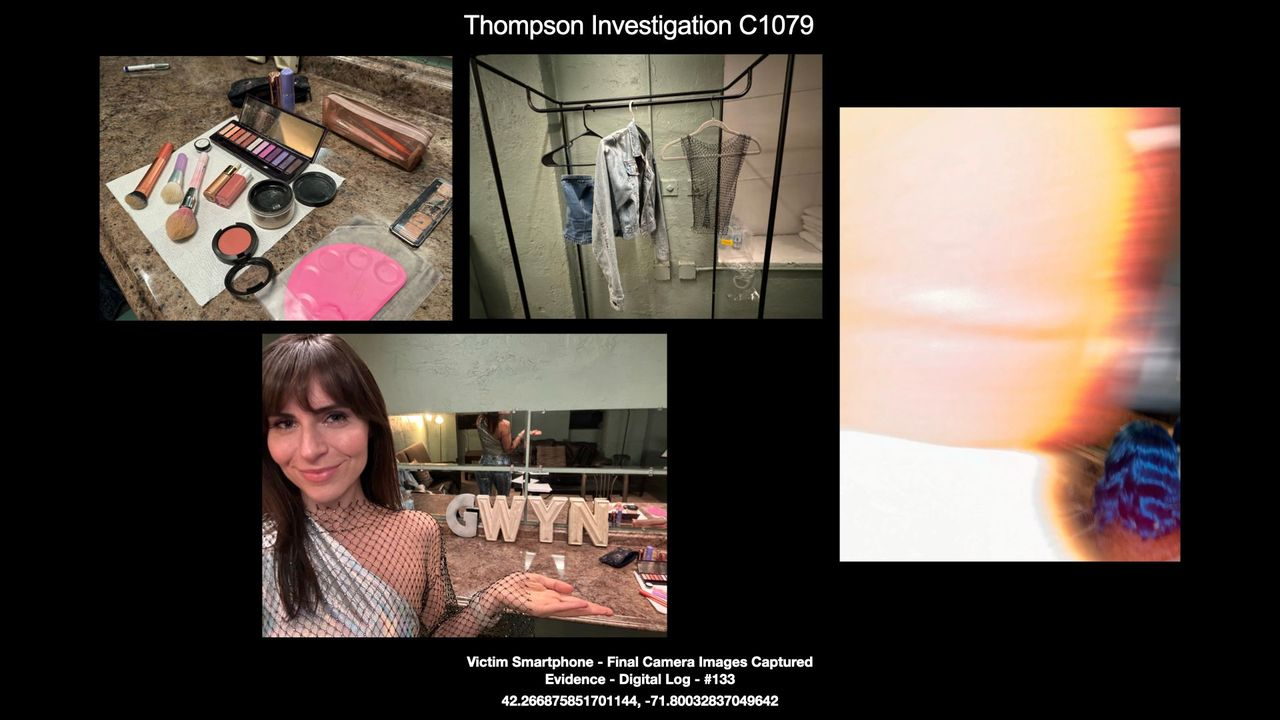 Thompson Investigation C1079
GWYN
Victim Smartphone - Final Camera Images Captured
Evidence - Digital Log - #133
42.266875851701144, -71.80032837049642